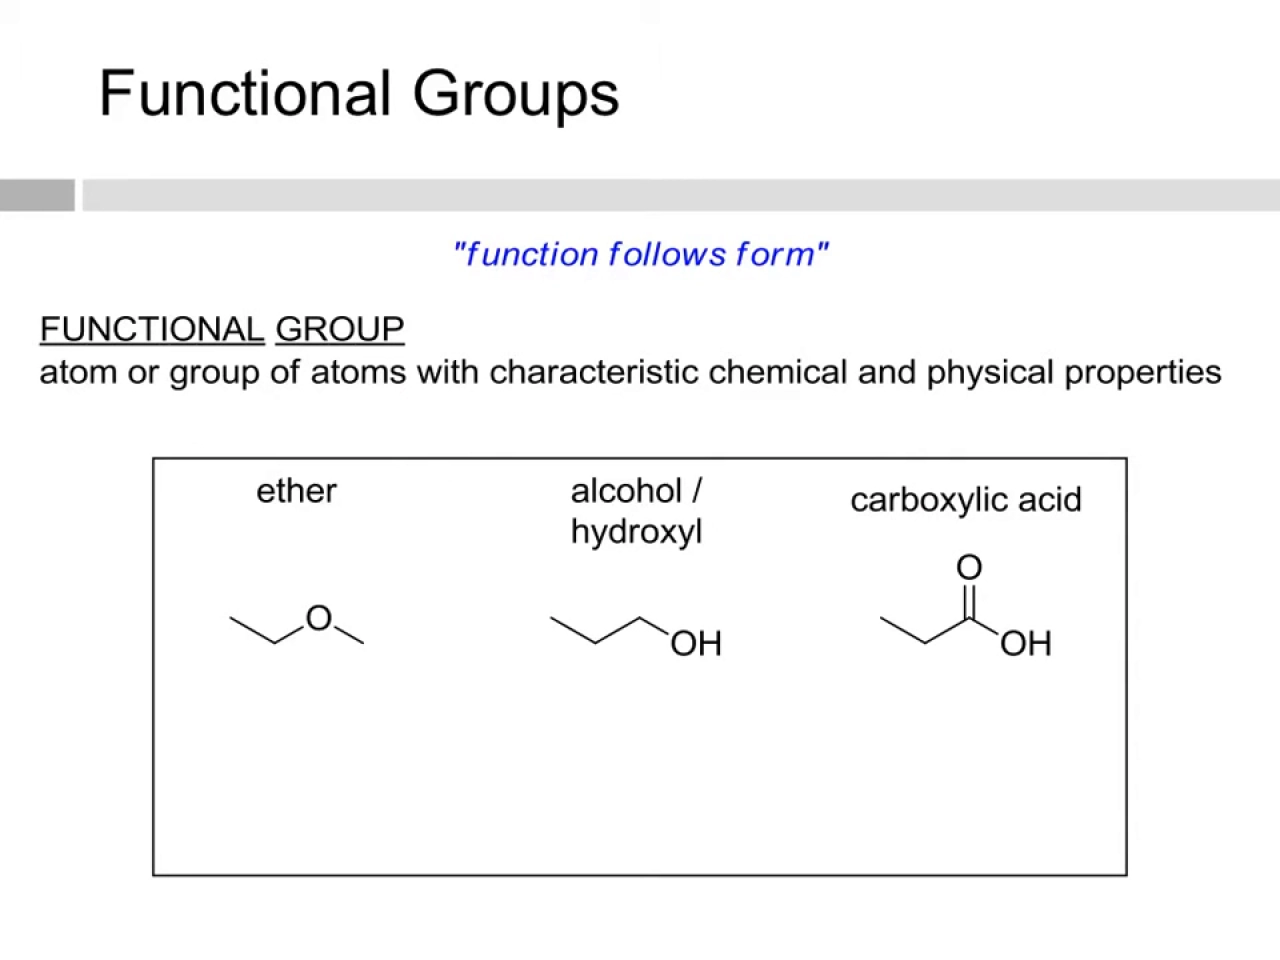 Functional Groups
"function follows form"
FUNCTIONAL GROUP
atom or group of atoms with characteristic chemical and physical properties
ether
alcohol /
hydroxyl
carboxylic acid
O
O
OH
OH